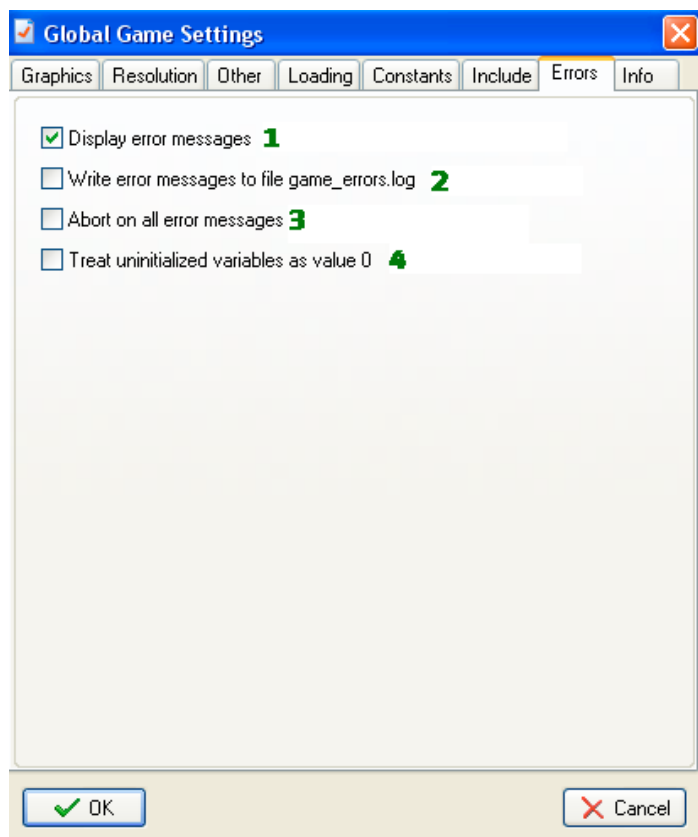 Global Game Settings
Graphics Resolution Other Loading Constants Include Errors Info
Display error messages 1
Write error messages to file game_errors.log 2
Abort on all error messages 3
Treat uninitialized variables as value 0 4
OK Cancel